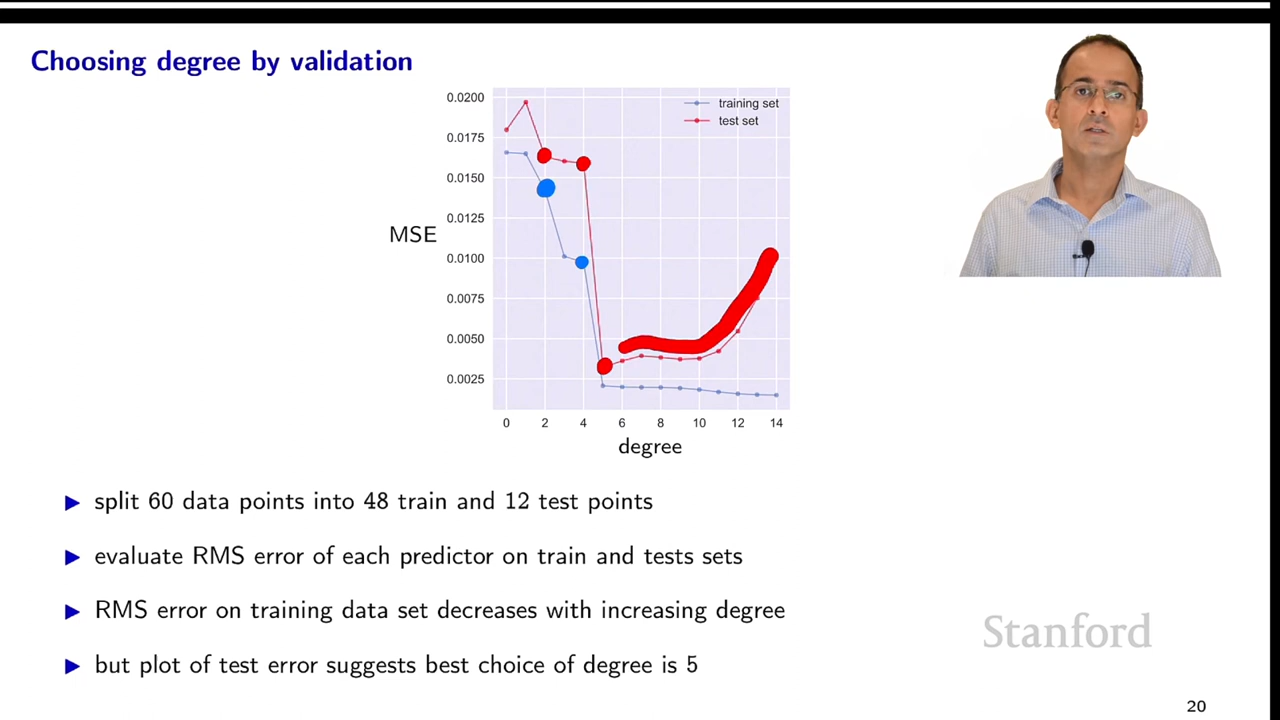 Choosing degree by validation
0.0200
0.0175
0.0150
0.0125
0.0100
0.0075
0.0050
0.0025
MSE
training set
test set
0 2 4 6 8 10 12 14
degree
▶ split 60 data points into 48 train and 12 test points
▶ evaluate RMS error of each predictor on train and tests sets
▶ RMS error on training data set decreases with increasing degree
▶ but plot of test error suggests best choice of degree is 5
Stanford
20